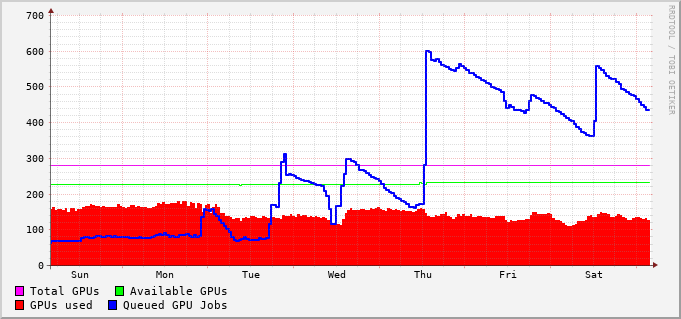 700
600
500
400
300
200
100
0
Sun Mon Tue Wed Thu Fri Sat
Total GPUs Available GPUs
GPUs used Queued GPU Jobs
RRDTOOL / TOBI OETIKER